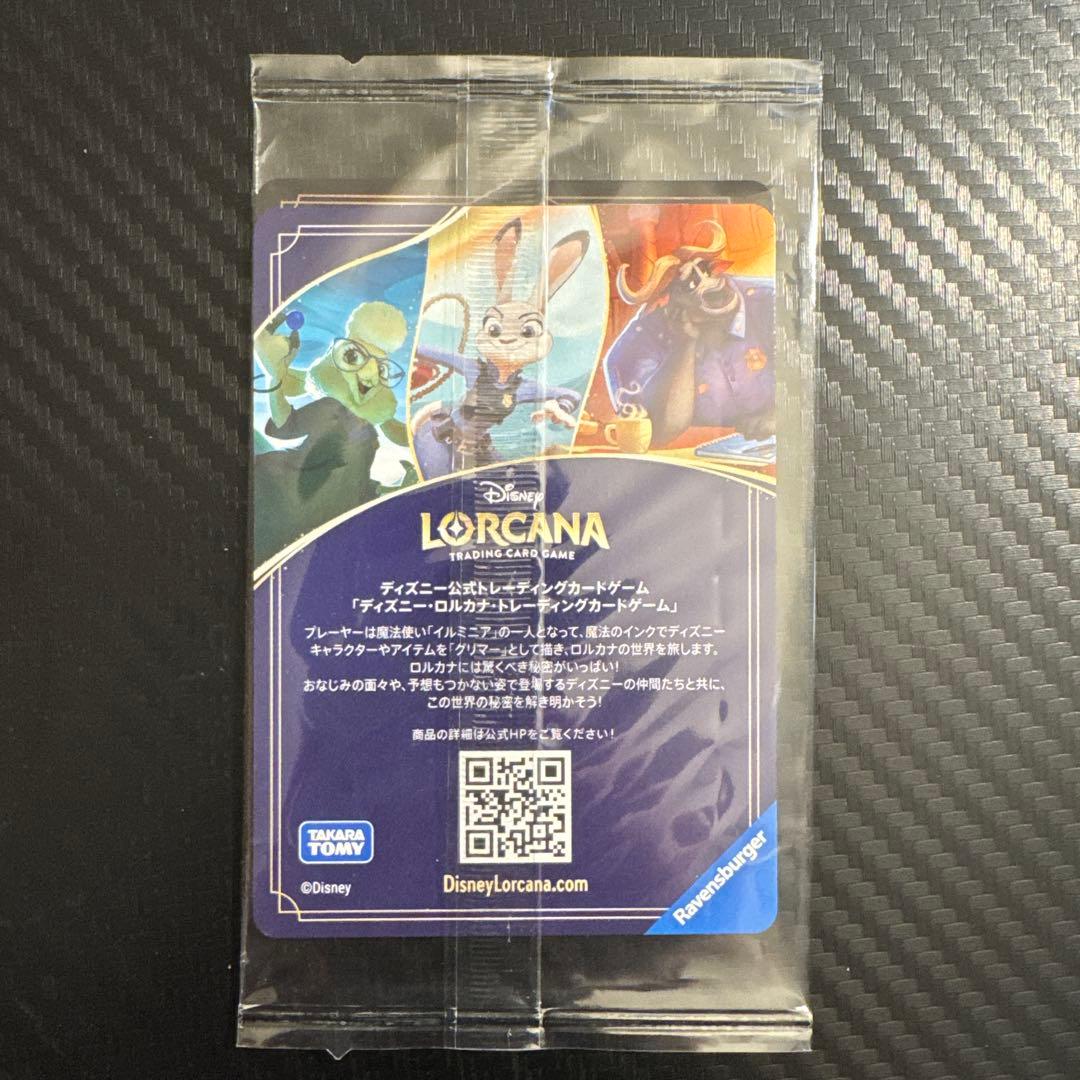 Disney
LORCANA
TRADING CARD GAME
ディズニー公式トレーディングカードゲーム
「ディズニー・ロルカナ・トレーディングカードゲーム」
プレーヤーは魔法使い「イルミニア」の一人となって、魔法のインクでディズニー
キャラクターやアイテムを「グリマー」として描き、ロルカナの世界を旅します。
ロルカナには驚くべき秘密がいっぱい!
おなじみの面々や、予想もつかない姿で登場するディズニーの仲間たちと共に、
この世界の秘密を解き明かそう!
商品の詳細は公式HPをご覧ください!
TAKARA
TOMY
©Disney
DisneyLorcana.com
Ravensburger